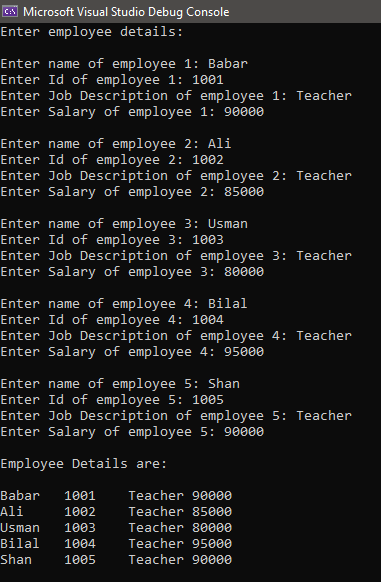 Microsoft Visual Studio Debug Console
Enter employee details:
Enter name of employee 1: Babar
Enter Id of employee 1: 1001
Enter Job Description of employee 1: Teacher
Enter Salary of employee 1: 90000
Enter name of employee 2: Ali
Enter Id of employee 2: 1002
Enter Job Description of employee 2: Teacher
Enter Salary of employee 2: 85000
Enter name of employee 3: Usman
Enter Id of employee 3: 1003
Enter Job Description of employee 3: Teacher
Enter Salary of employee 3: 80000
Enter name of employee 4: Bilal
Enter Id of employee 4: 1004
Enter Job Description of employee 4: Teacher
Enter Salary of employee 4: 95000
Enter name of employee 5: Shan
Enter Id of employee 5: 1005
Enter Job Description of employee 5: Teacher
Enter Salary of employee 5: 90000
Employee Details are:
Babar   1001    Teacher 90000
Ali     1002    Teacher 85000
Usman   1003    Teacher 80000
Bilal   1004    Teacher 95000
Shan    1005    Teacher 90000